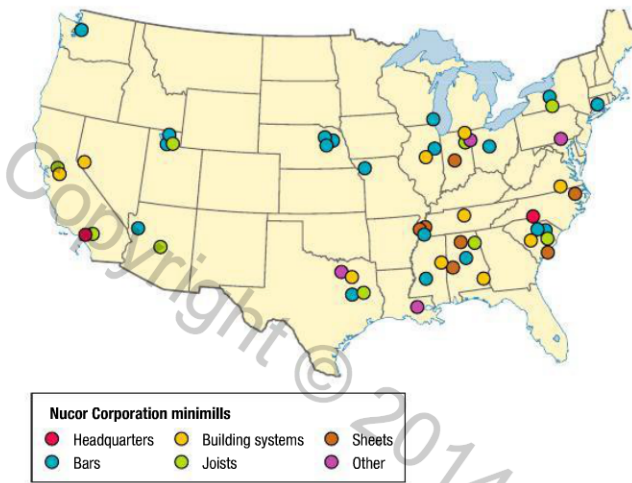 Copyright © 2014
Nucor Corporation minimills
Headquarters
Building systems
Sheets
Bars
Joists
Other